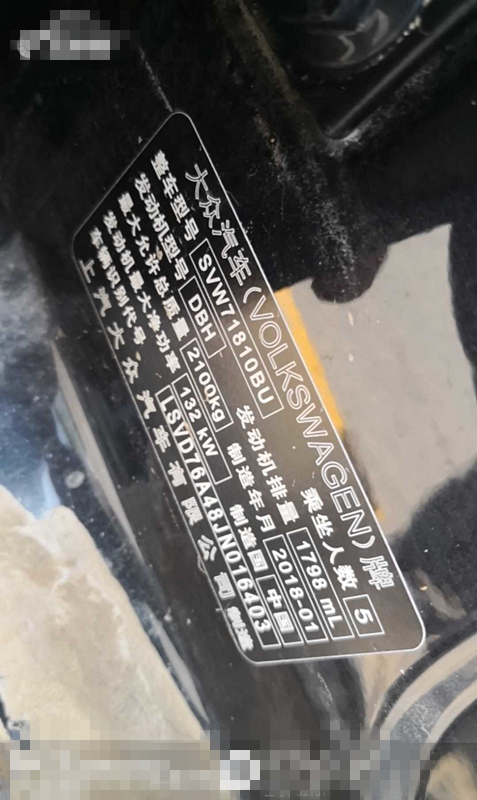 大众汽车(VOLKSWAGEN)牌
整车型号 SVW71810BU 乘坐人数 5
发动机型号 DBH 发动机排量 1798 mL
最大允许总质量 2100kg 制造年月 2018-01
发动机最大净功率 132 kW 制造国 中国
车辆识别代号 LSVD76A48JN016403
上汽大众汽车有限公司制造